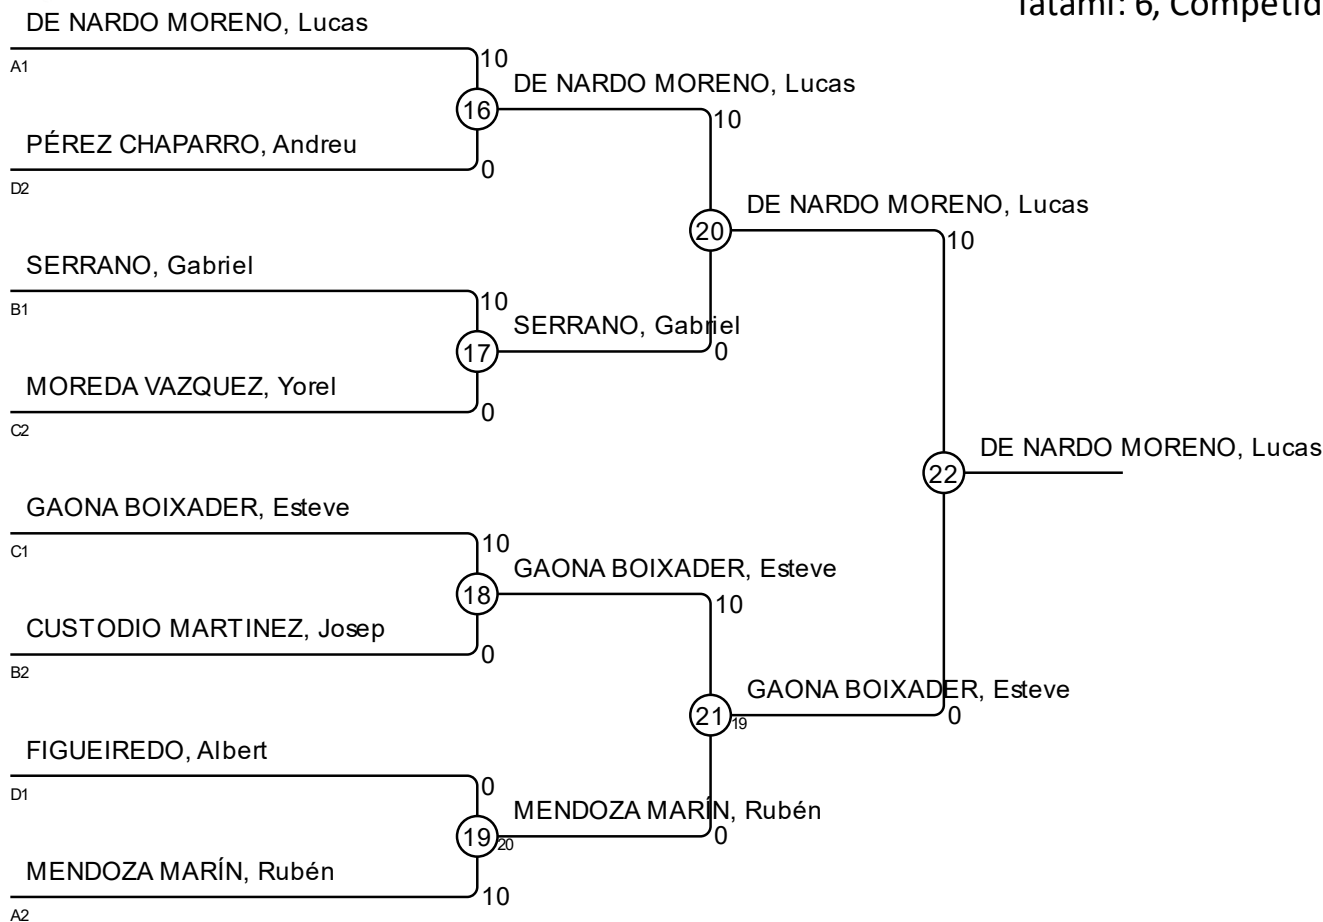 Tatami: 6, Competid
DE NARDO MORENO, Lucas
A1
10
DE NARDO MORENO, Lucas
16
10
PÉREZ CHAPARRO, Andreu
0
D2
DE NARDO MORENO, Lucas
20
10
SERRANO, Gabriel
B1
10
SERRANO, Gabriel
17
0
MOREDA VAZQUEZ, Yorel
0
C2
DE NARDO MORENO, Lucas
22
GAONA BOIXADER, Esteve
C1
10
GAONA BOIXADER, Esteve
18
10
CUSTODIO MARTINEZ, Josep
0
B2
GAONA BOIXADER, Esteve
21
19
0
FIGUEIREDO, Albert
D1
0
MENDOZA MARÍN, Rubén
19
20
0
MENDOZA MARÍN, Rubén
10
A2